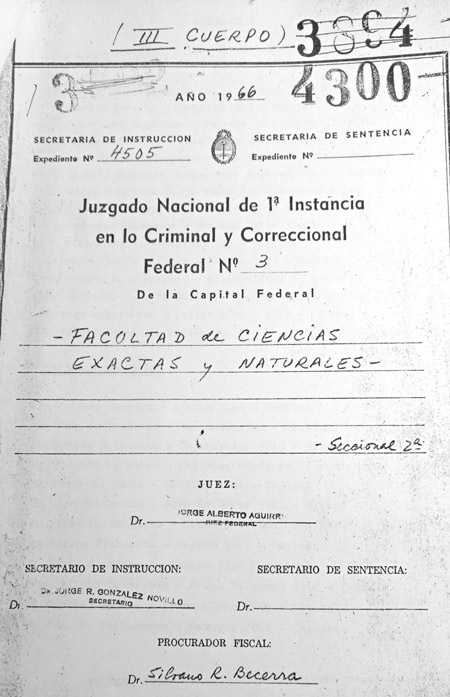 ( III CUERPO) 3894
3 4300
AÑO 1966
SECRETARIA DE INSTRUCCION
Expediente Nº 4505
SECRETARIA DE SENTENCIA
Expediente Nº
Juzgado Nacional de 1ª Instancia
en lo Criminal y Correccional
Federal Nº 3
De la Capital Federal
- FACULTAD de CIENCIAS
EXACTAS y NATURALES -
- Seccional 2ª
JUEZ:
Dr. JORGE ALBERTO AGUIRR
JUEZ FEDERAL
SECRETARIO DE INSTRUCCION:
Dr. JORGE R. GONZALEZ NOVILLO
SECRETARIO
SECRETARIO DE SENTENCIA:
Dr.
PROCURADOR FISCAL:
Dr. Silvano R. Becerra